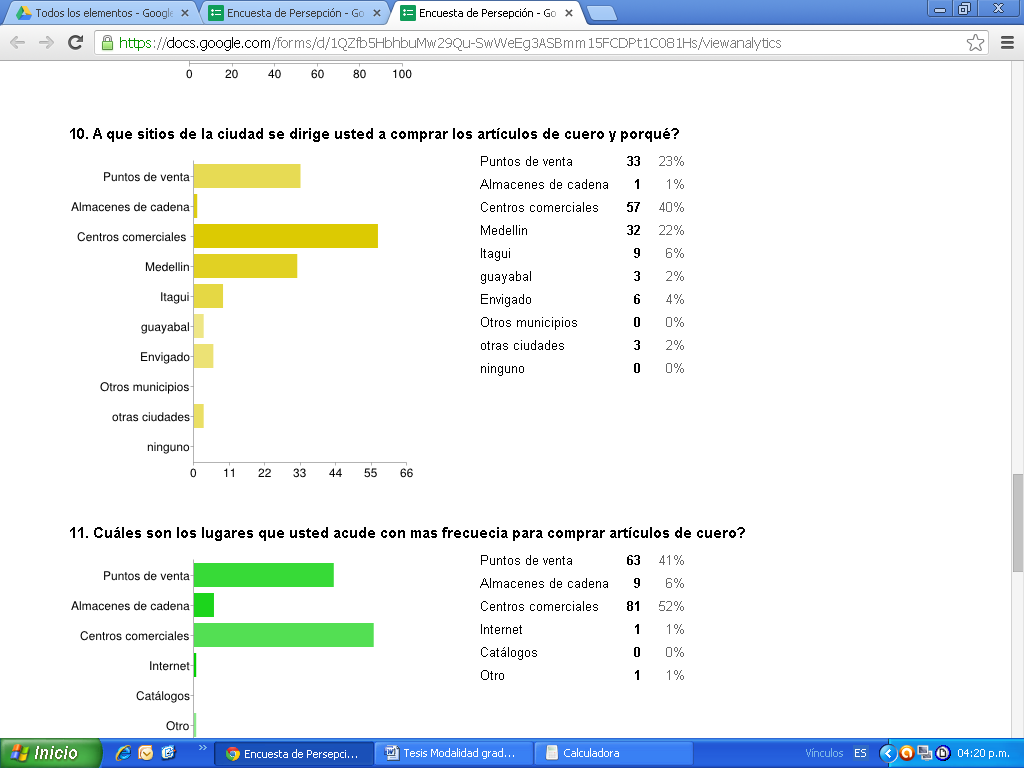 Todos los elementos - Google
Encuesta de Persepción - Go
Encuesta de Persepción - Go
https://docs.google.com/forms/d/1QZfb5HbhbuMw29Qu-SwWeEg3ASBmm15FCDPt1C081Hs/viewanalytics
0 20 40 60 80 100
10. A que sitios de la ciudad se dirige usted a comprar los artículos de cuero y porqué?
Puntos de venta
Almacenes de cadena
Centros comerciales
Medellin
Itagui
guayabal
Envigado
Otros municipios
otras ciudades
ninguno
0 11 22 33 44 55 66
Puntos de venta 33 23%
Almacenes de cadena 1 1%
Centros comerciales 57 40%
Medellin 32 22%
Itagui 9 6%
guayabal 3 2%
Envigado 6 4%
Otros municipios 0 0%
otras ciudades 3 2%
ninguno 0 0%
11. Cuáles son los lugares que usted acude con mas frecuecia para comprar artículos de cuero?
Puntos de venta
Almacenes de cadena
Centros comerciales
Internet
Catálogos
Otro
Puntos de venta 63 41%
Almacenes de cadena 9 6%
Centros comerciales 81 52%
Internet 1 1%
Catálogos 0 0%
Otro 1 1%
Inicio
Encuesta de Persepci...
Tesis Modalidad grad...
Calculadora
Vínculos
ES
04:20 p.m.